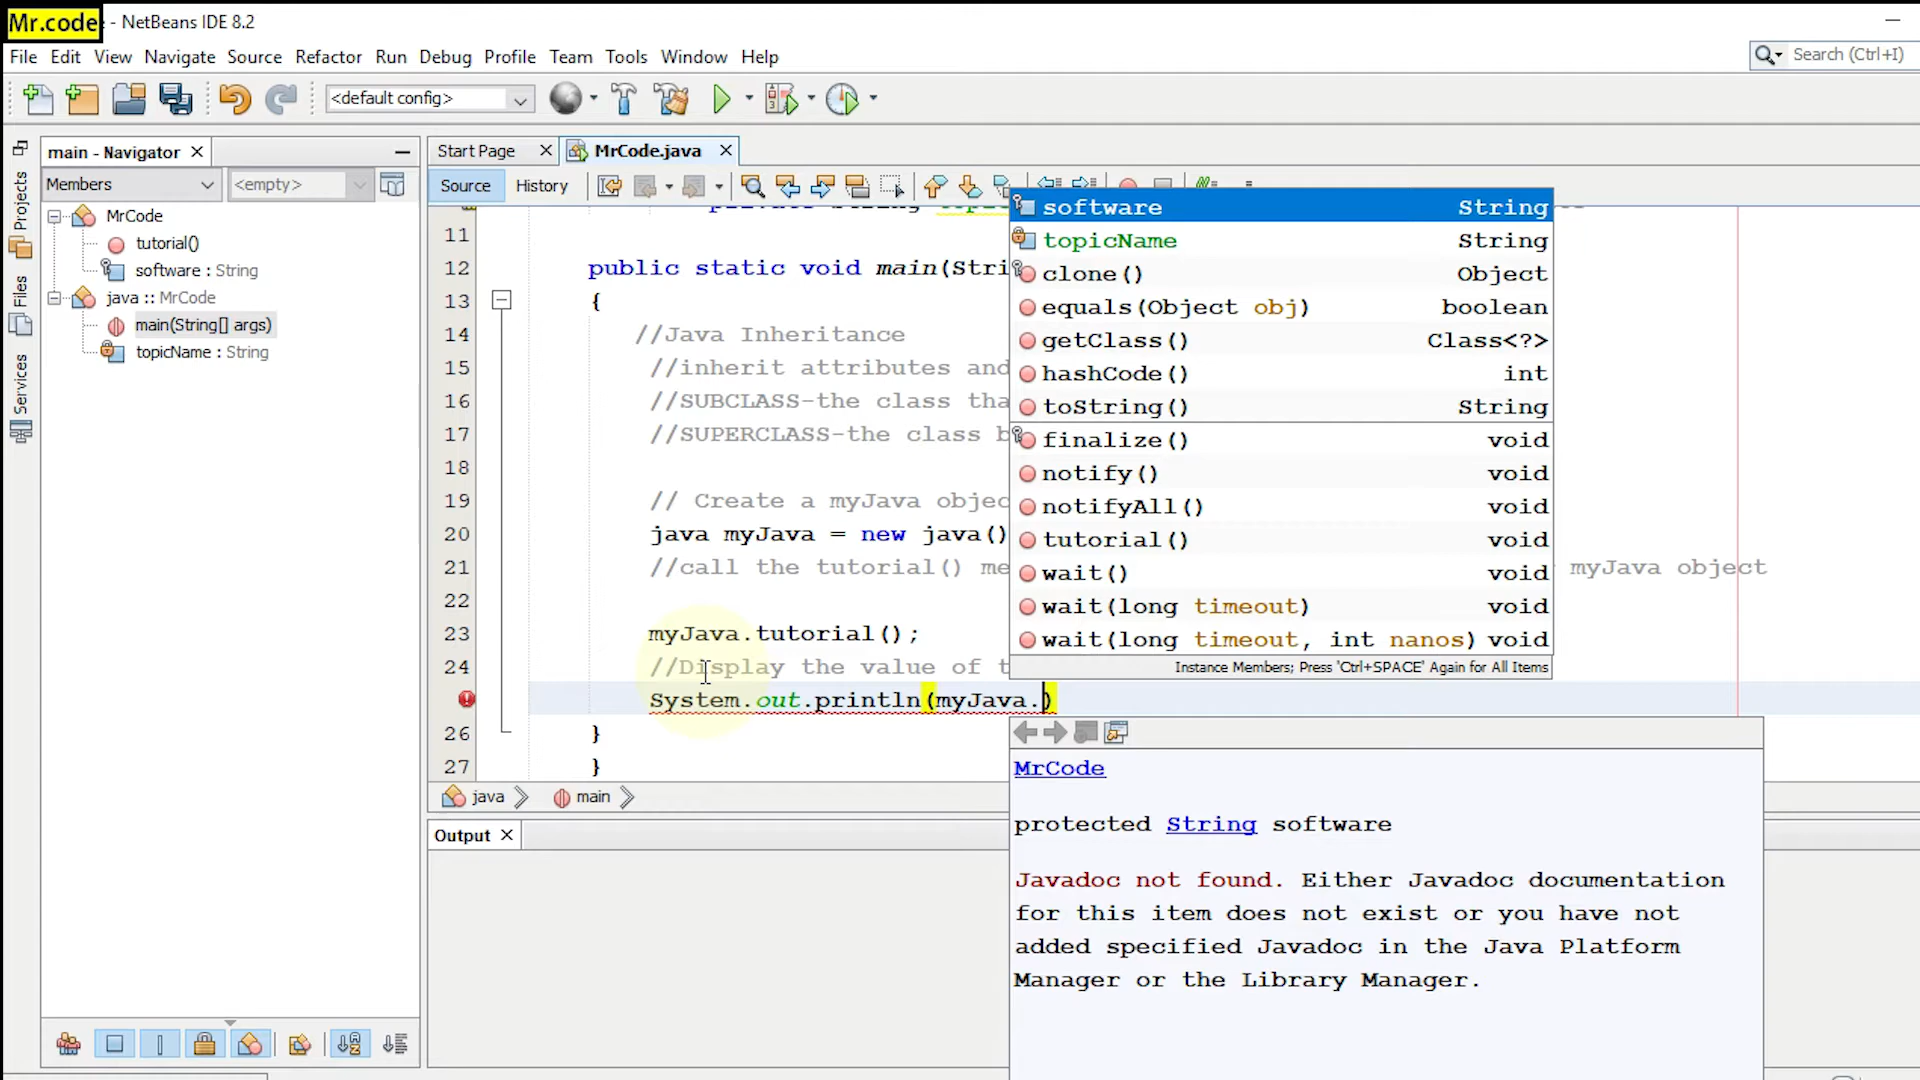 Mr.code - NetBeans IDE 8.2
File Edit View Navigate Source Refactor Run Debug Profile Team Tools Window Help
Search (Ctrl+I)
<default config>
main - Navigator
Start Page
MrCode.java
Members
<empty>
Source
History
Projects
Files
Services
MrCode
tutorial()
software : String
java :: MrCode
main(String[] args)
topicName : String
private String
11
12 public static void main(Stri
13 {
14 //Java Inheritance
15 //inherit attributes and
16 //SUBCLASS-the class tha
17 //SUPERCLASS-the class b
18
19 // Create a myJava objec
20 java myJava = new java()
21 //call the tutorial() me myJava object
22
23 myJava.tutorial();
24 //Display the value of t
System.out.println(myJava.)
26 }
27 }
software String
topicName String
clone() Object
equals(Object obj) boolean
getClass() Class<?>
hashCode() int
toString() String
finalize() void
notify() void
notifyAll() void
tutorial() void
wait() void
wait(long timeout) void
wait(long timeout, int nanos) void
Instance Members; Press 'Ctrl+SPACE' Again for All Items
MrCode
protected String software
Javadoc not found. Either Javadoc documentation
for this item does not exist or you have not
added specified Javadoc in the Java Platform
Manager or the Library Manager.
java
main
Output